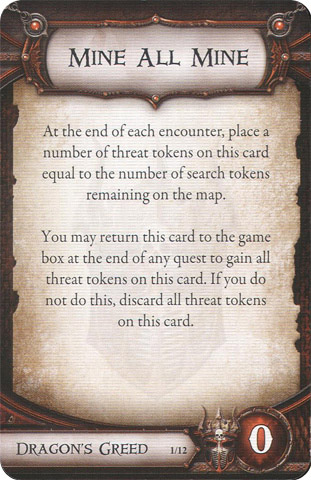 Mine All Mine
At the end of each encounter, place a
number of threat tokens on this card
equal to the number of search tokens
remaining on the map.
You may return this card to the game
box at the end of any quest to gain all
threat tokens on this card. If you do
not do this, discard all threat tokens
on this card.
Dragon's Greed 1/12 0